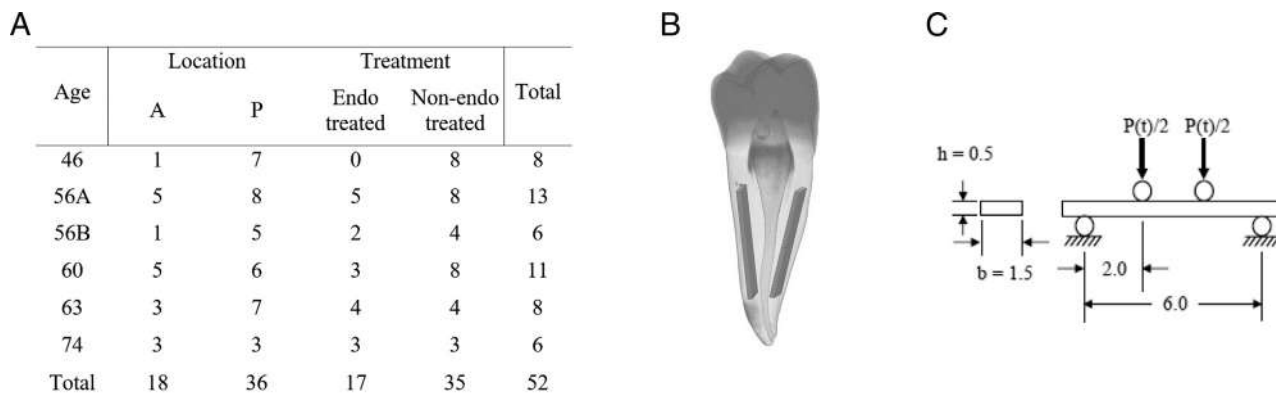 A
Age Location Treatment Total
A P Endo treated Non-endo treated
46 1 7 0 8 8
56A 5 8 5 8 13
56B 1 5 2 4 6
60 5 6 3 8 11
63 3 7 4 4 8
74 3 3 3 3 6
Total 18 36 17 35 52
B
C
P(t)/2 P(t)/2
h = 0.5
b = 1.5
2.0
6.0